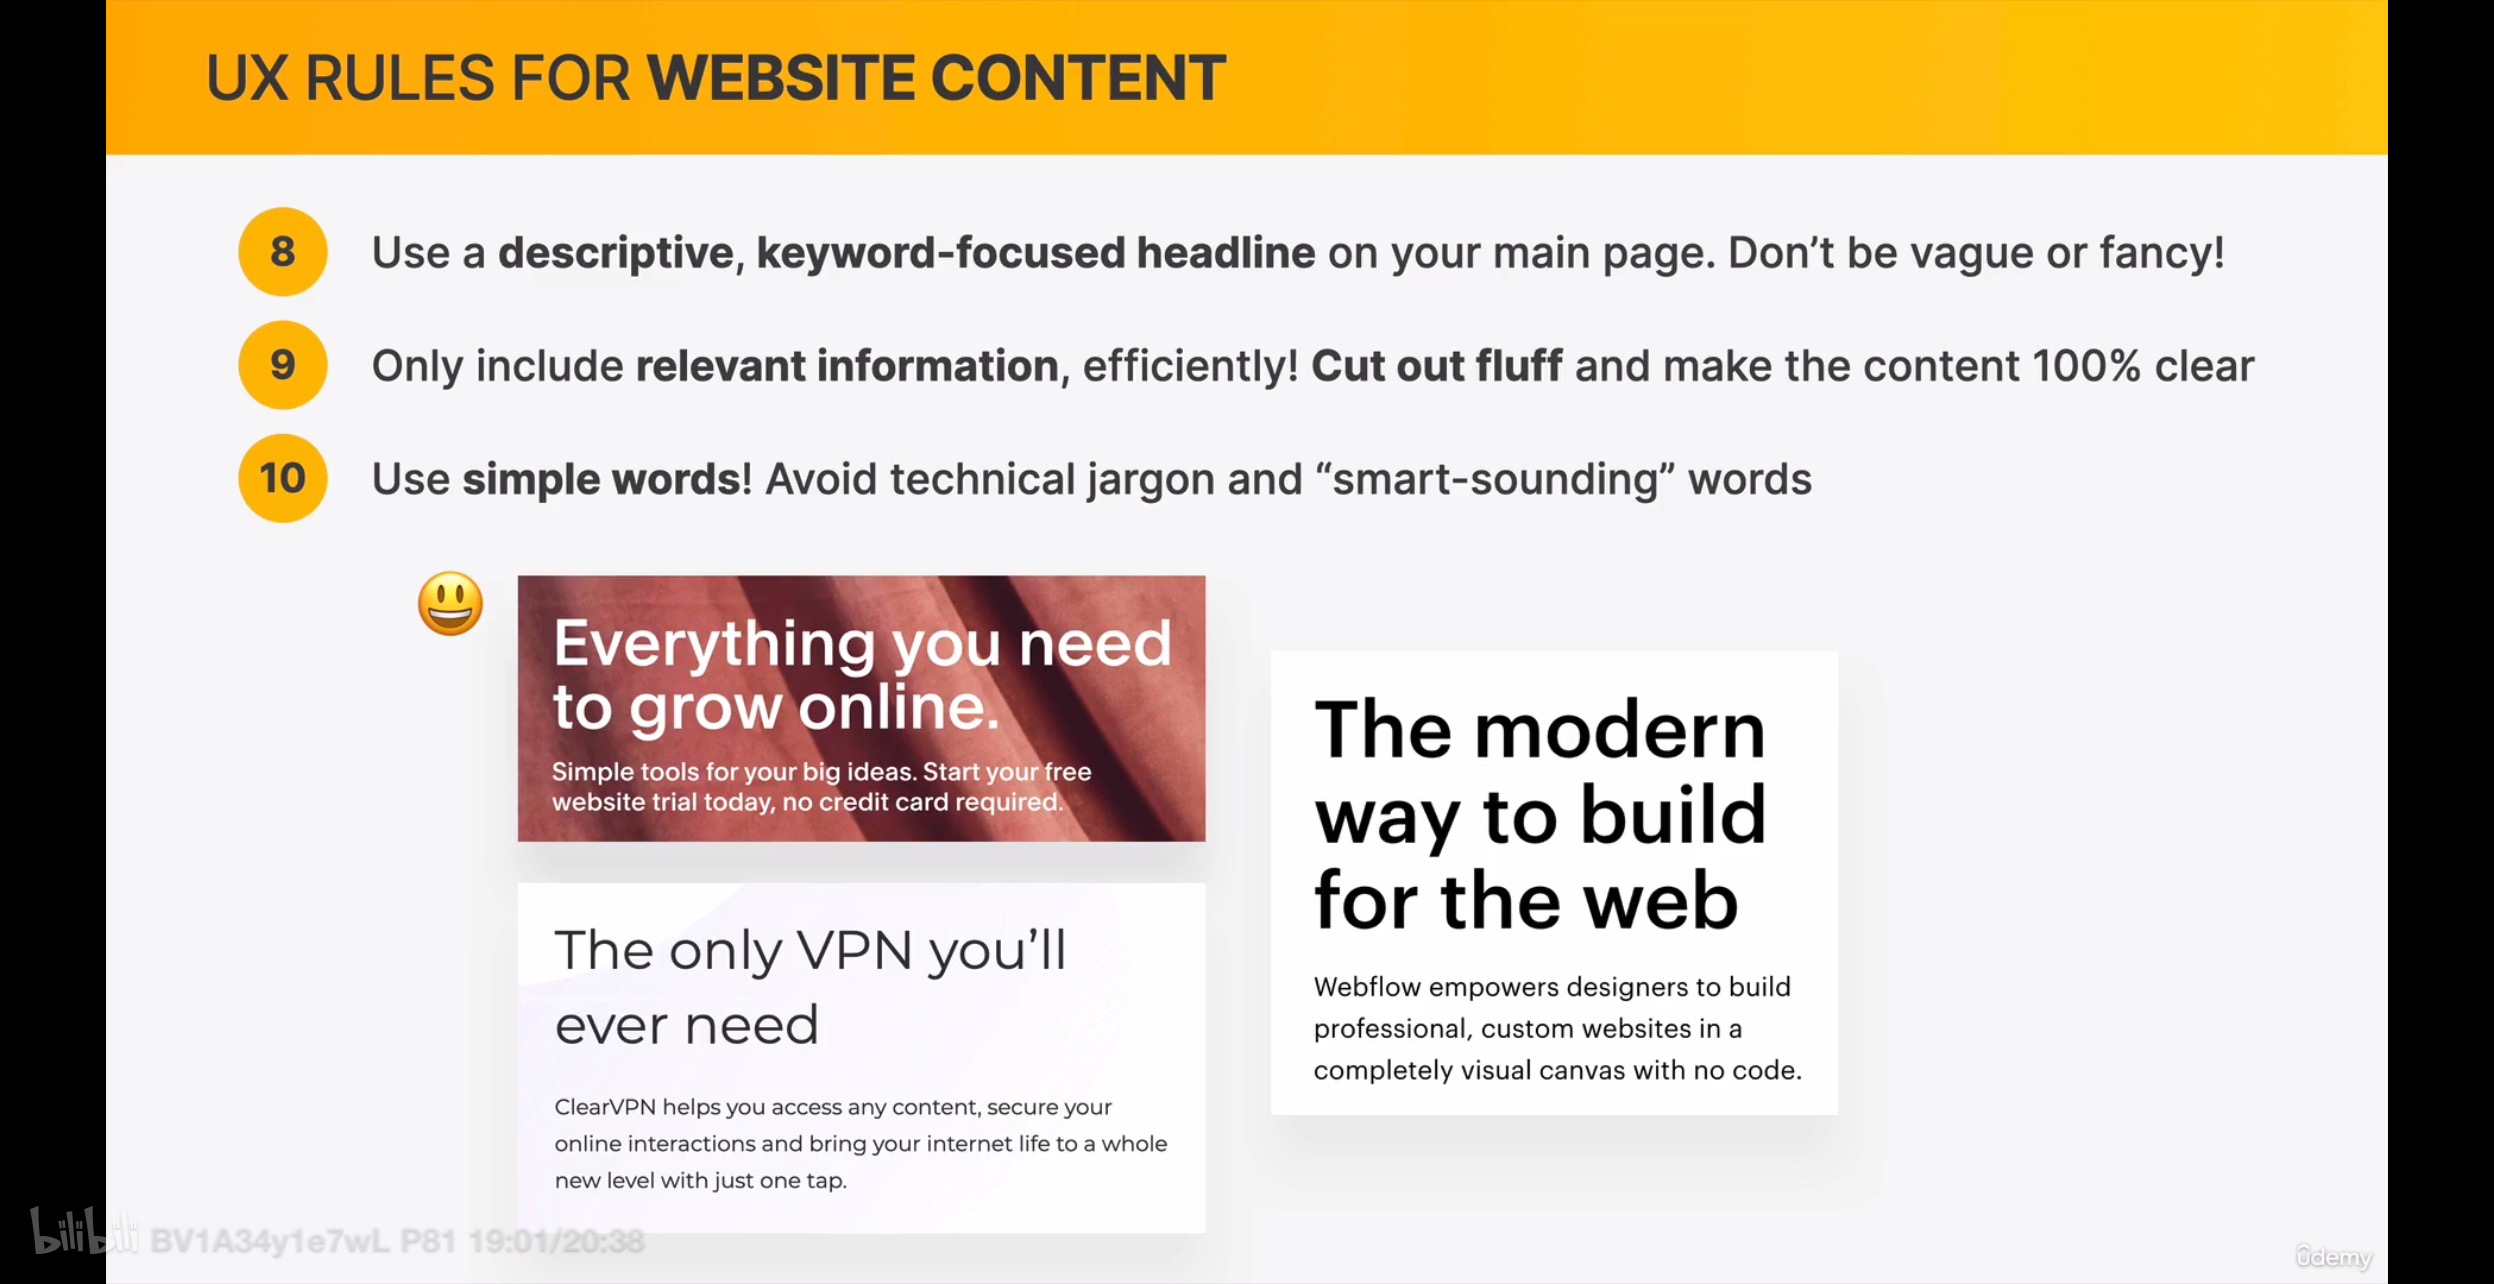 UX RULES FOR WEBSITE CONTENT
8 Use a descriptive, keyword-focused headline on your main page. Don’t be vague or fancy!
9 Only include relevant information, efficiently! Cut out fluff and make the content 100% clear
10 Use simple words! Avoid technical jargon and “smart-sounding” words
Everything you need
to grow online.
Simple tools for your big ideas. Start your free
website trial today, no credit card required.
The only VPN you’ll
ever need
ClearVPN helps you access any content, secure your
online interactions and bring your internet life to a whole
new level with just one tap.
The modern
way to build
for the web
Webflow empowers designers to build
professional, custom websites in a
completely visual canvas with no code.
bilibili BV1A34y1e7wL P81 19:01/20:38
ûdemy